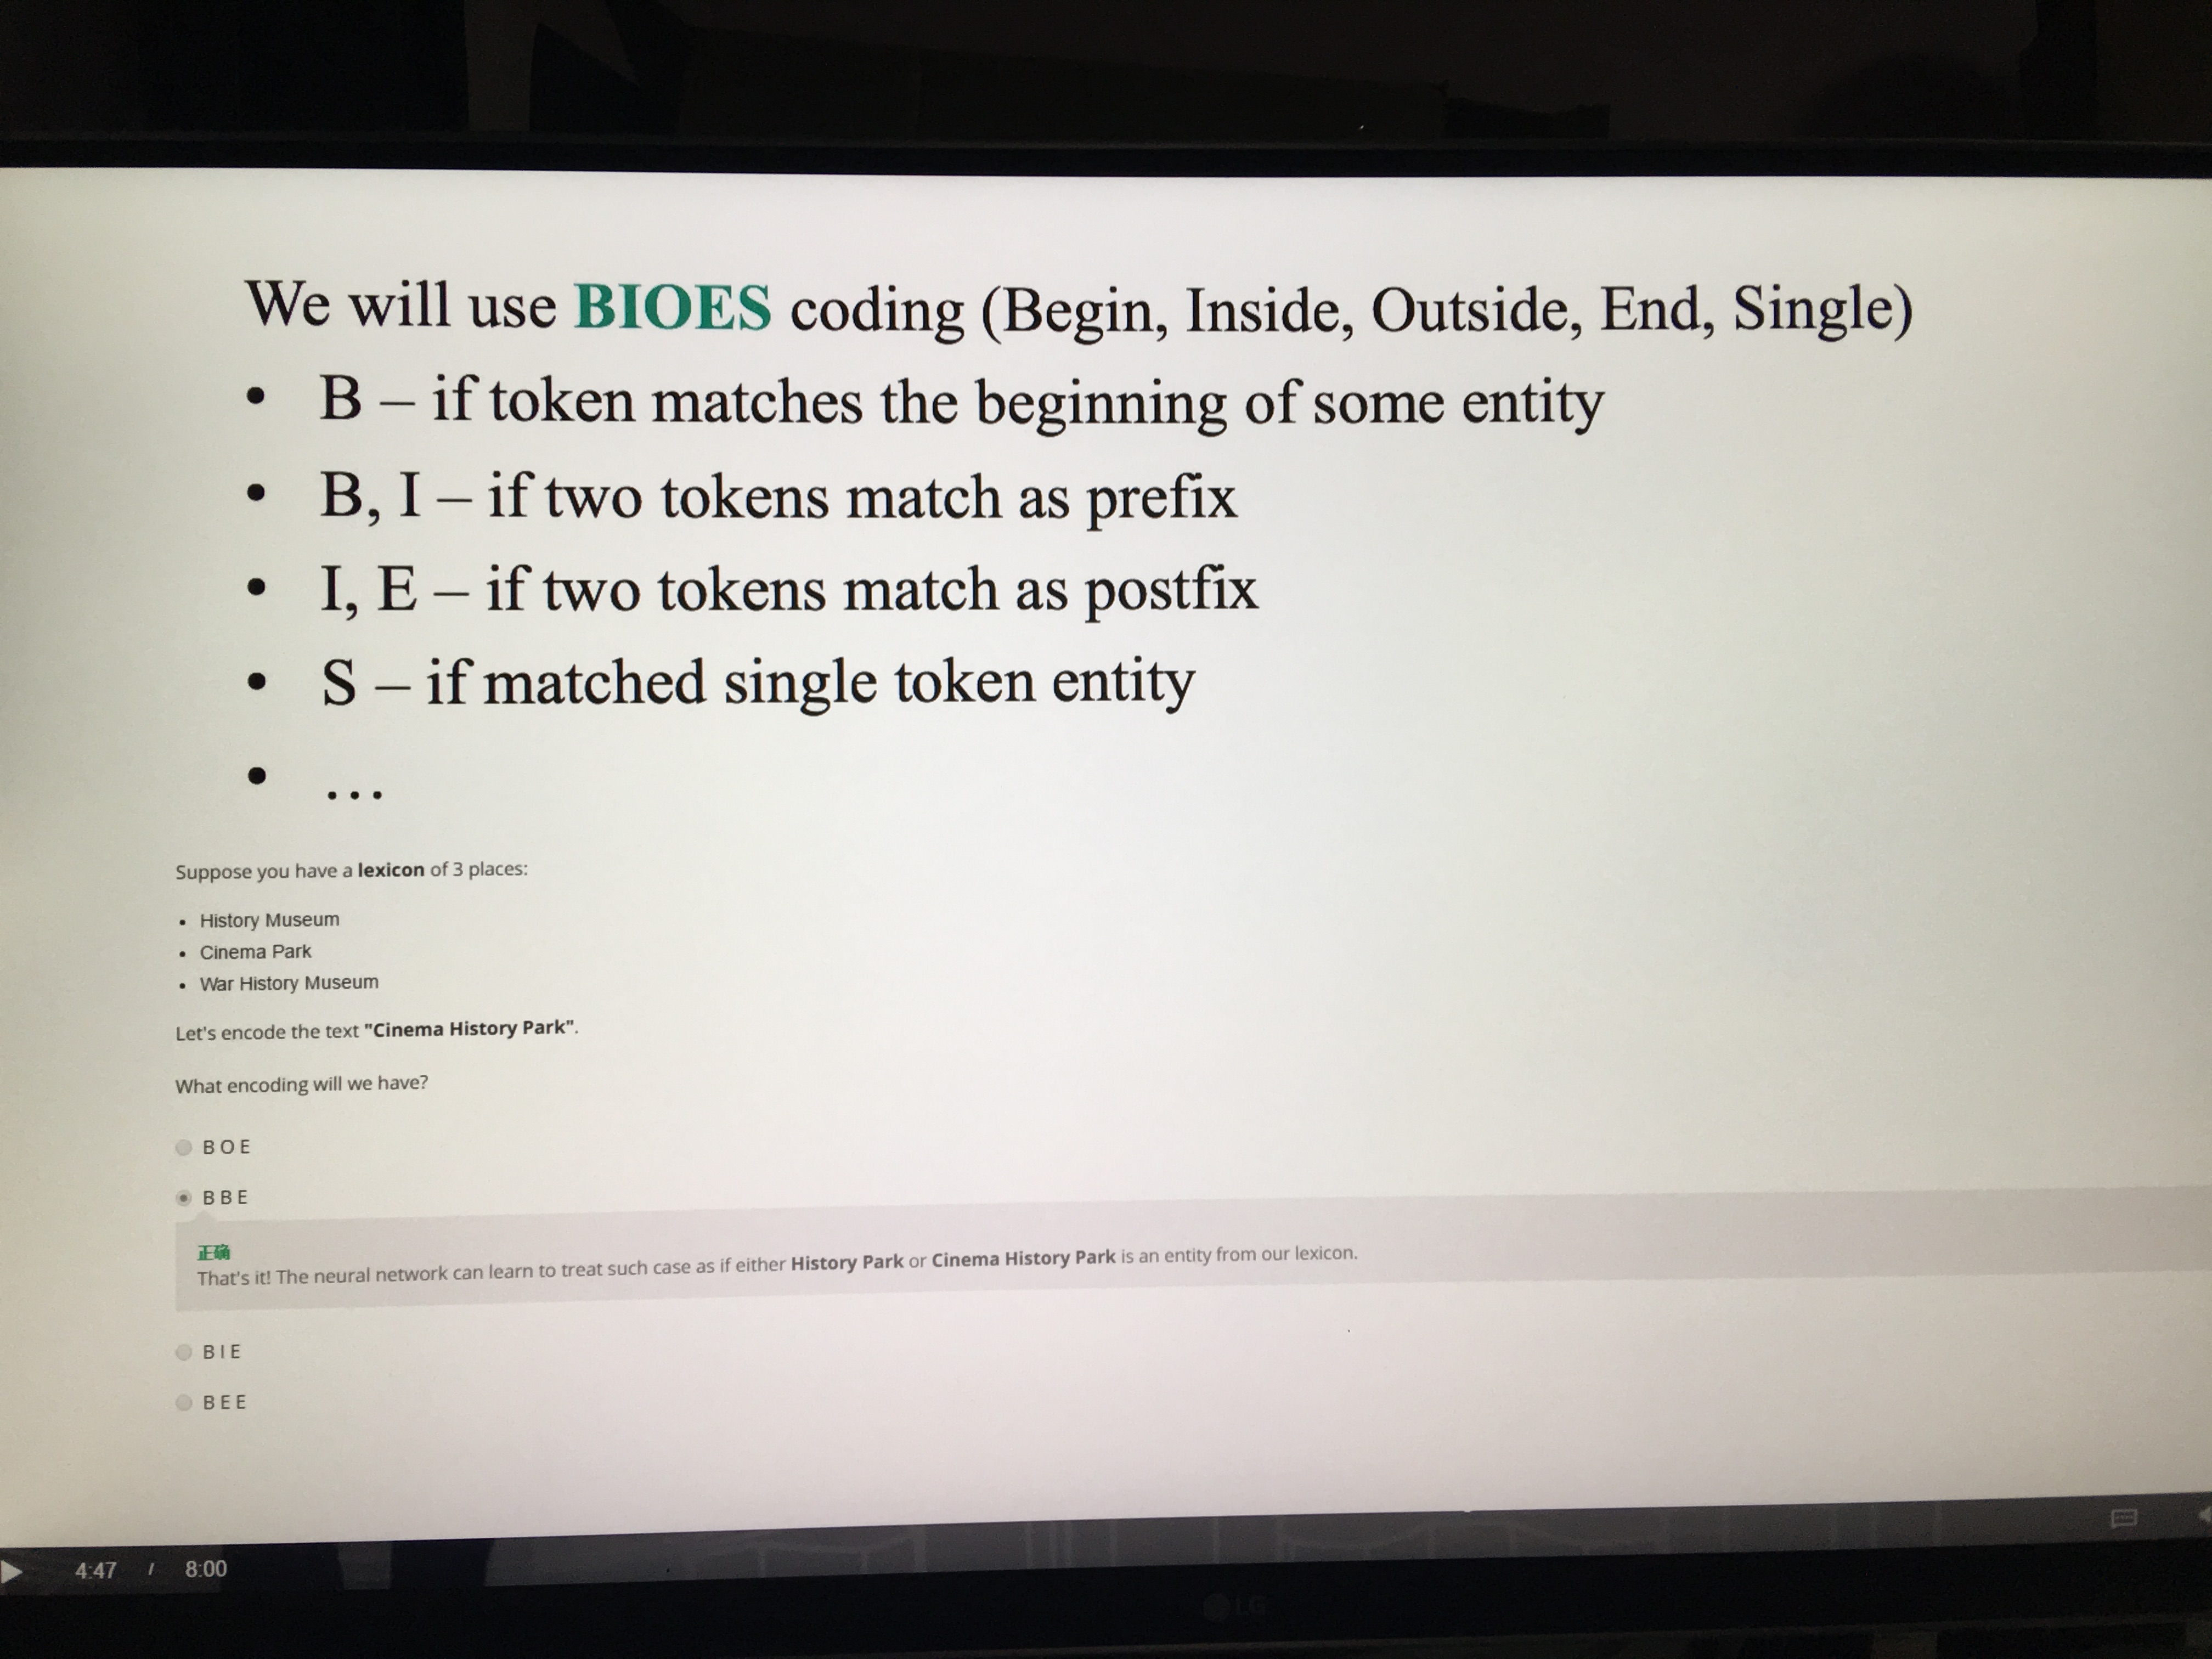 We will use BIOES coding (Begin, Inside, Outside, End, Single)
• B – if token matches the beginning of some entity
• B, I – if two tokens match as prefix
• I, E – if two tokens match as postfix
• S – if matched single token entity
• ...
Suppose you have a lexicon of 3 places:
• History Museum
• Cinema Park
• War History Museum
Let's encode the text "Cinema History Park".
What encoding will we have?
B O E
B B E
正确
That's it! The neural network can learn to treat such case as if either History Park or Cinema History Park is an entity from our lexicon.
B I E
B E E
4:47 / 8:00
LG